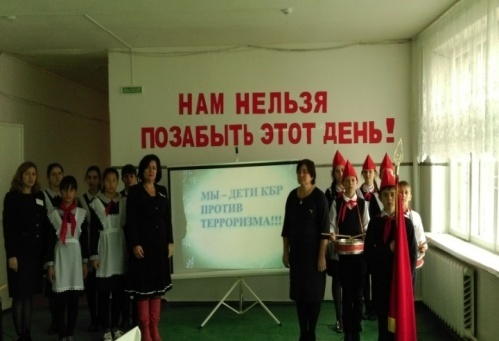 НАМ НЕЛЬЗЯ
ПОЗАБЫТЬ ЭТОТ ДЕНЬ!
МЫ – ДЕТИ КБР
ПРОТИВ
ТЕРРОРИЗМА!!!